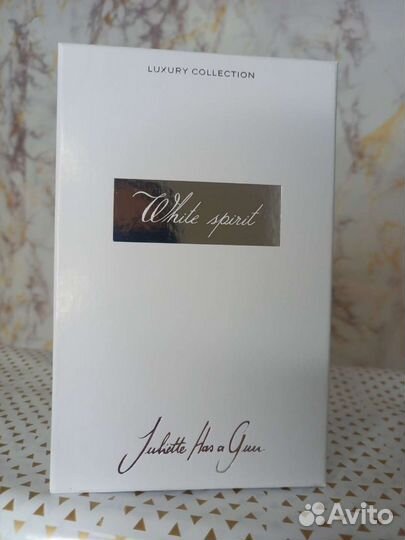 LUXURY COLLECTION
White spirit
Juliette Has a Gun
Avito